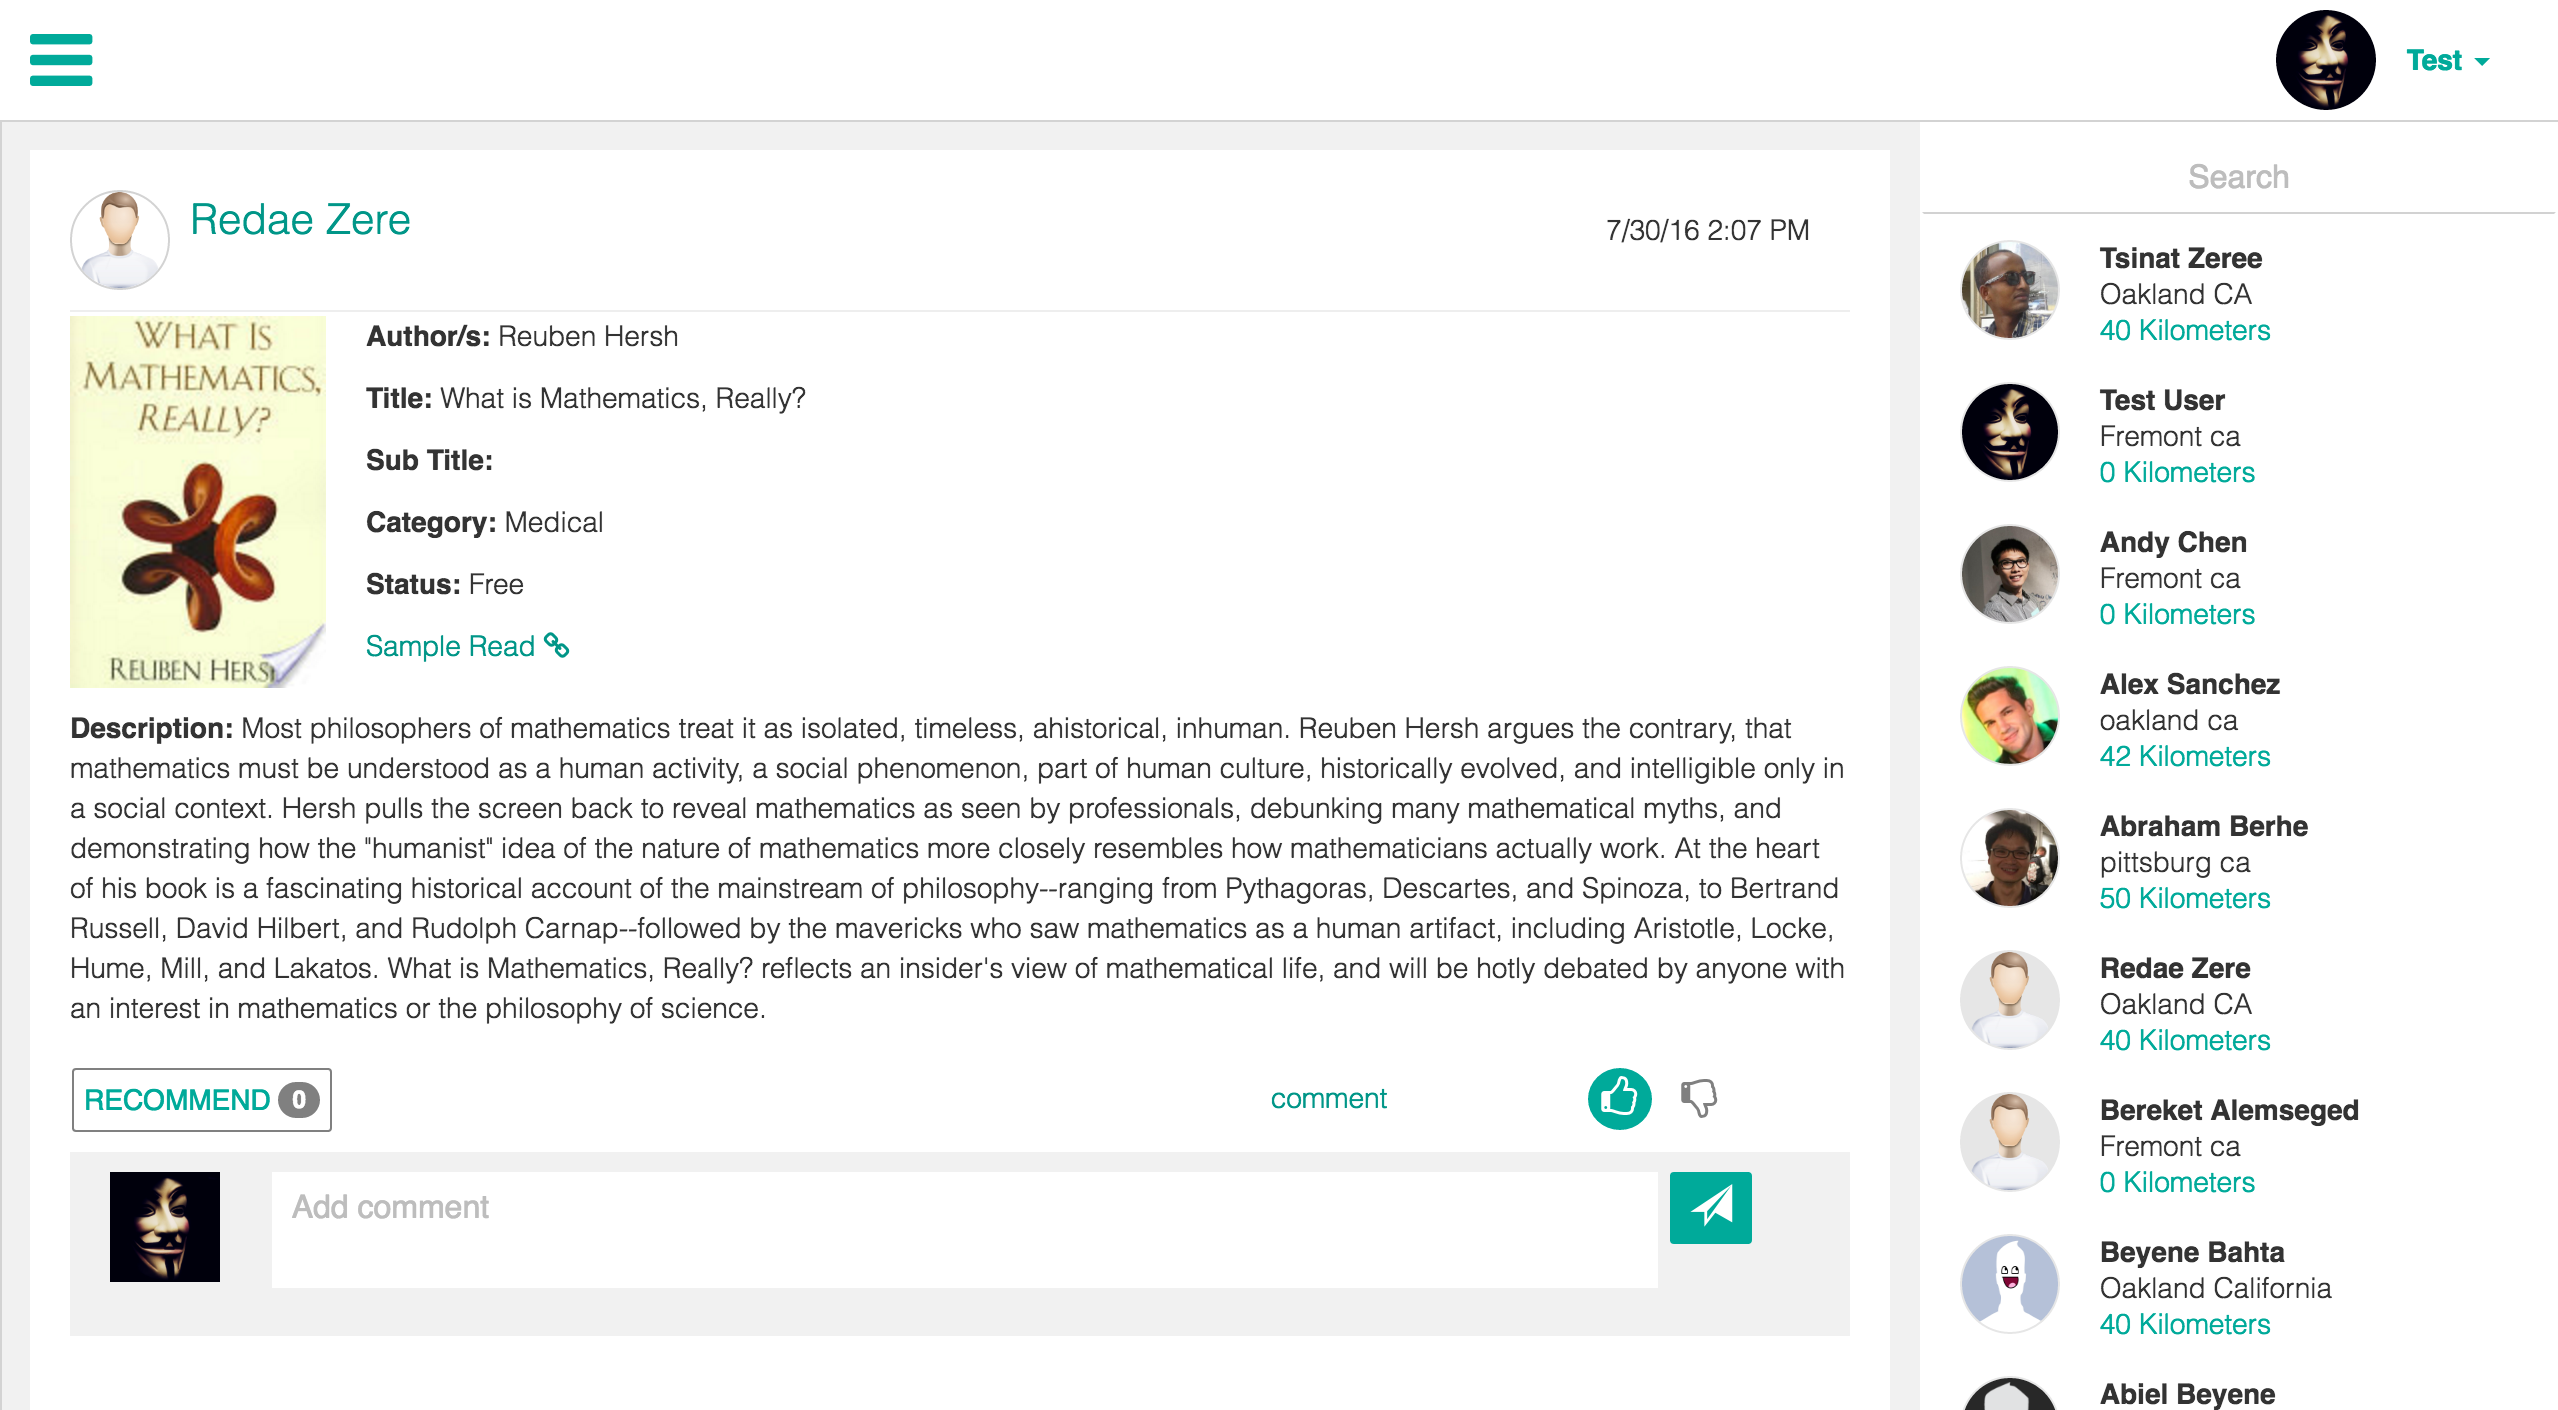 Test
Redae Zere
7/30/16 2:07 PM
WHAT IS
MATHEMATICS,
REALLY?
REUBEN HERS
Author/s: Reuben Hersh
Title: What is Mathematics, Really?
Sub Title:
Category: Medical
Status: Free
Sample Read
Description: Most philosophers of mathematics treat it as isolated, timeless, ahistorical, inhuman. Reuben Hersh argues the contrary, that
mathematics must be understood as a human activity, a social phenomenon, part of human culture, historically evolved, and intelligible only in
a social context. Hersh pulls the screen back to reveal mathematics as seen by professionals, debunking many mathematical myths, and
demonstrating how the "humanist" idea of the nature of mathematics more closely resembles how mathematicians actually work. At the heart
of his book is a fascinating historical account of the mainstream of philosophy--ranging from Pythagoras, Descartes, and Spinoza, to Bertrand
Russell, David Hilbert, and Rudolph Carnap--followed by the mavericks who saw mathematics as a human artifact, including Aristotle, Locke,
Hume, Mill, and Lakatos. What is Mathematics, Really? reflects an insider's view of mathematical life, and will be hotly debated by anyone with
an interest in mathematics or the philosophy of science.
RECOMMEND 0
comment
Add comment
Search
Tsinat Zeree
Oakland CA
40 Kilometers
Test User
Fremont ca
0 Kilometers
Andy Chen
Fremont ca
0 Kilometers
Alex Sanchez
oakland ca
42 Kilometers
Abraham Berhe
pittsburg ca
50 Kilometers
Redae Zere
Oakland CA
40 Kilometers
Bereket Alemseged
Fremont ca
0 Kilometers
Beyene Bahta
Oakland California
40 Kilometers
Abiel Beyene